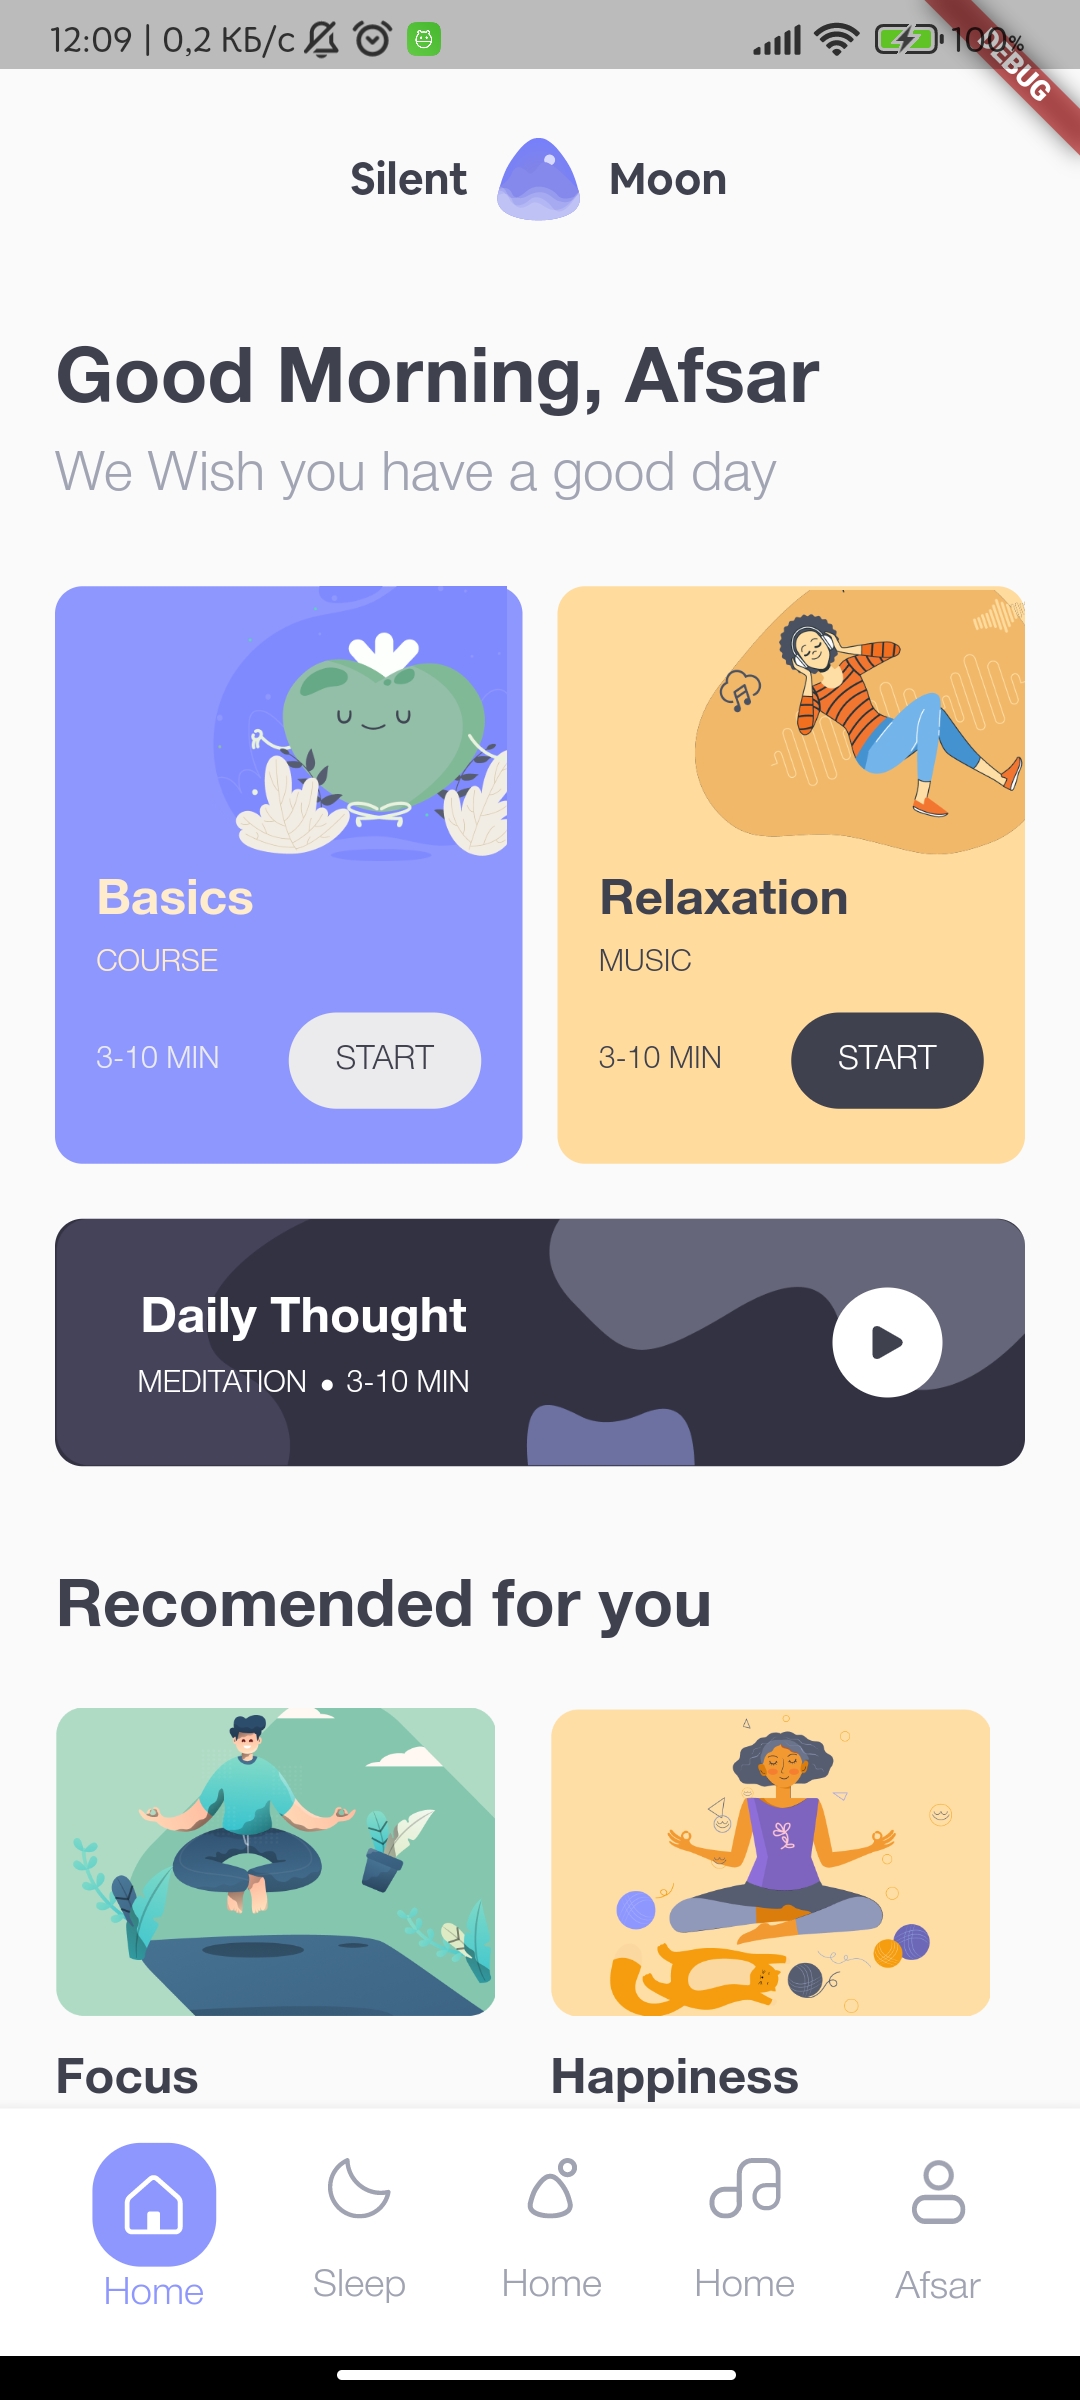 12:09 | 0,2 КБ/с 100%
DEBUG
Silent Moon
Good Morning, Afsar
We Wish you have a good day
Basics
COURSE
3-10 MIN START
Relaxation
MUSIC
3-10 MIN START
Daily Thought
MEDITATION • 3-10 MIN
Recomended for you
Focus Happiness
Home Sleep Home Home Afsar